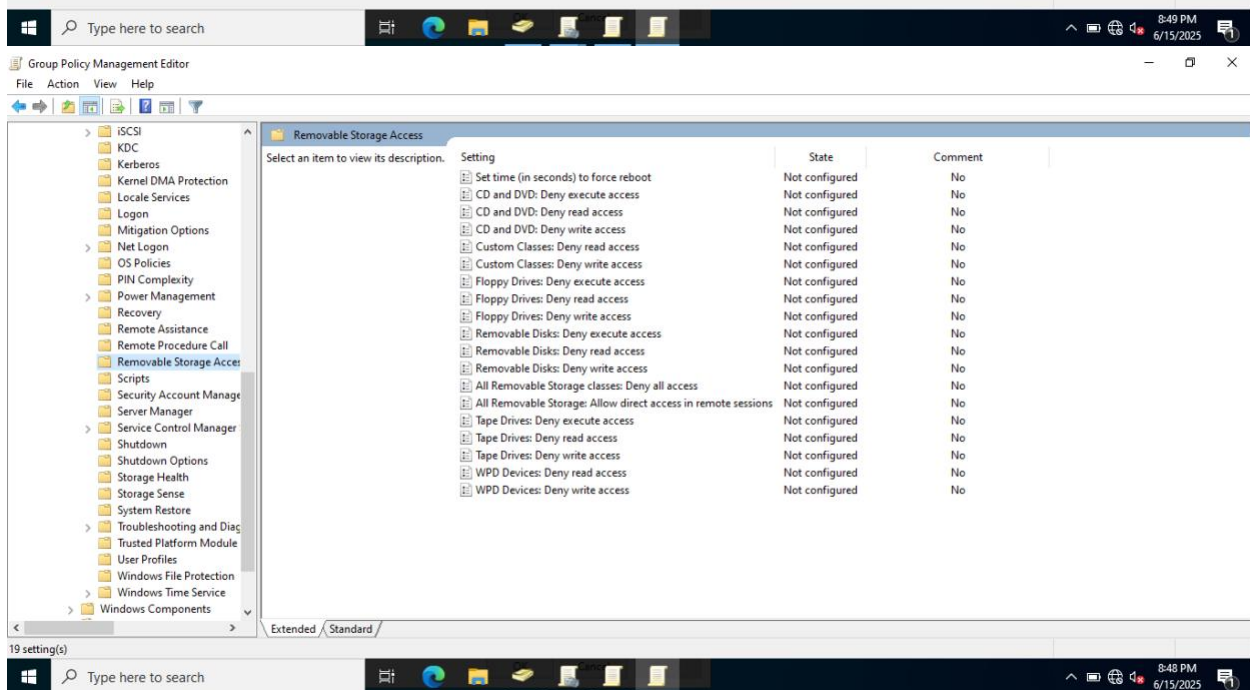 Type here to search
8:49 PM
6/15/2025
1
Group Policy Management Editor
File Action View Help
iSCSI
KDC
Kerberos
Kernel DMA Protection
Locale Services
Logon
Mitigation Options
Net Logon
OS Policies
PIN Complexity
Power Management
Recovery
Remote Assistance
Remote Procedure Call
Removable Storage Acces
Scripts
Security Account Manage
Server Manager
Service Control Manager
Shutdown
Shutdown Options
Storage Health
Storage Sense
System Restore
Troubleshooting and Diag
Trusted Platform Module
User Profiles
Windows File Protection
Windows Time Service
Windows Components
Removable Storage Access
Select an item to view its description.
Setting State Comment
Set time (in seconds) to force reboot Not configured No
CD and DVD: Deny execute access Not configured No
CD and DVD: Deny read access Not configured No
CD and DVD: Deny write access Not configured No
Custom Classes: Deny read access Not configured No
Custom Classes: Deny write access Not configured No
Floppy Drives: Deny execute access Not configured No
Floppy Drives: Deny read access Not configured No
Floppy Drives: Deny write access Not configured No
Removable Disks: Deny execute access Not configured No
Removable Disks: Deny read access Not configured No
Removable Disks: Deny write access Not configured No
All Removable Storage classes: Deny all access Not configured No
All Removable Storage: Allow direct access in remote sessions Not configured No
Tape Drives: Deny execute access Not configured No
Tape Drives: Deny read access Not configured No
Tape Drives: Deny write access Not configured No
WPD Devices: Deny read access Not configured No
WPD Devices: Deny write access Not configured No
Extended Standard
19 setting(s)
Type here to search
8:48 PM
6/15/2025
1